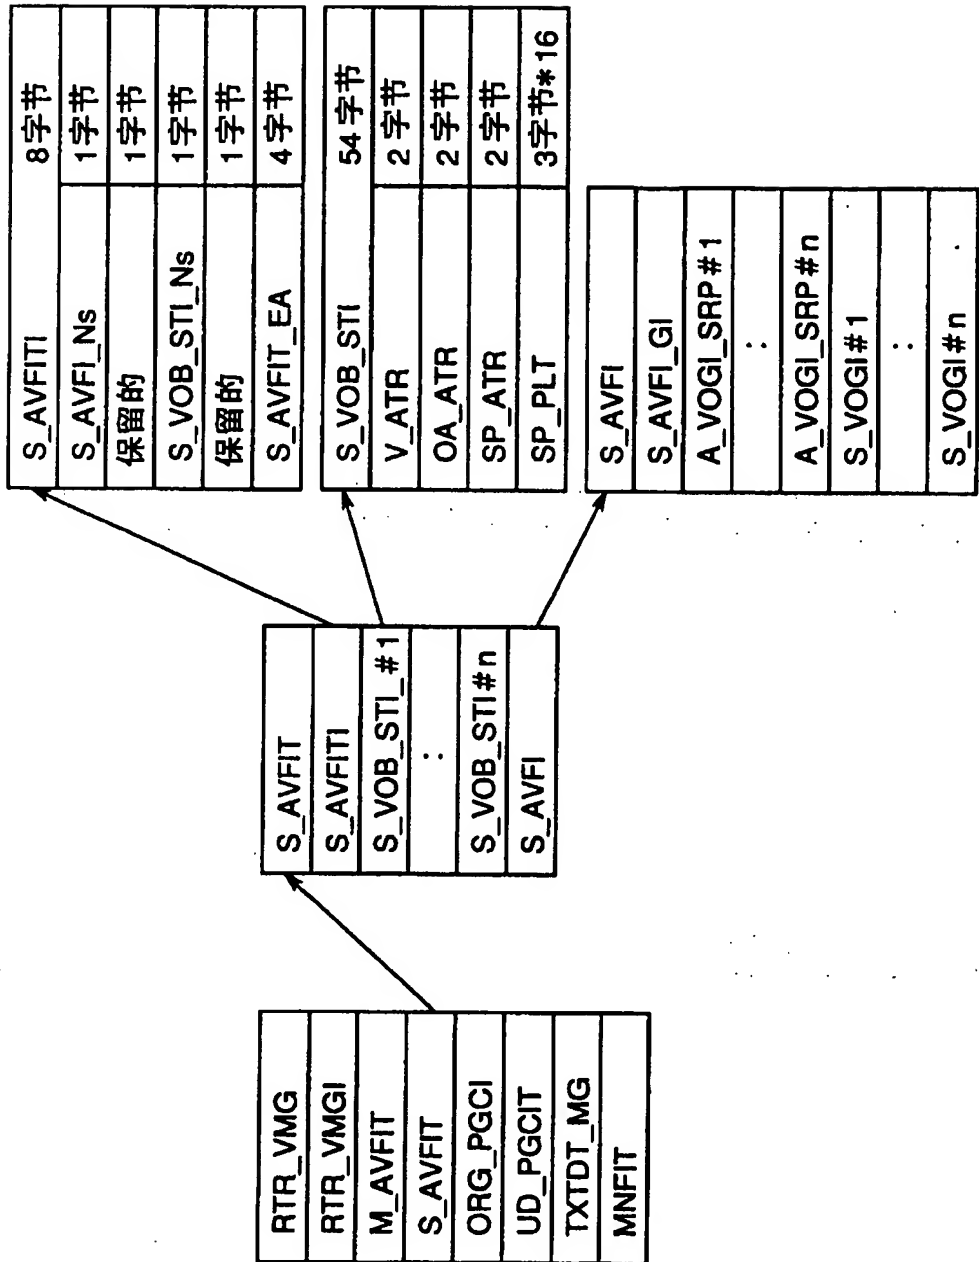 RTR_VMG
RTR_VMGI
M_AVFIT
S_AVFIT
ORG_PGCI
UD_PGCIT
TXTDT_MG
MNFIT
S_AVFIT
S_AVFITI
S_VOB_STI_#1
:
S_VOB_STI#n
S_AVFI
S_AVFITI 8字节
S_AVFI_Ns 1字节
保留的 1字节
S_VOB_STI_Ns 1字节
保留的 1字节
S_AVFIT_EA 4字节
S_VOB_STI 54字节
V_ATR 2字节
OA_ATR 2字节
SP_ATR 2字节
SP_PLT 3字节*16
S_AVFI
S_AVFI_GI
A_VOGI_SRP#1
:
A_VOGI_SRP#n
S_VOGI#1
:
S_VOGI#n